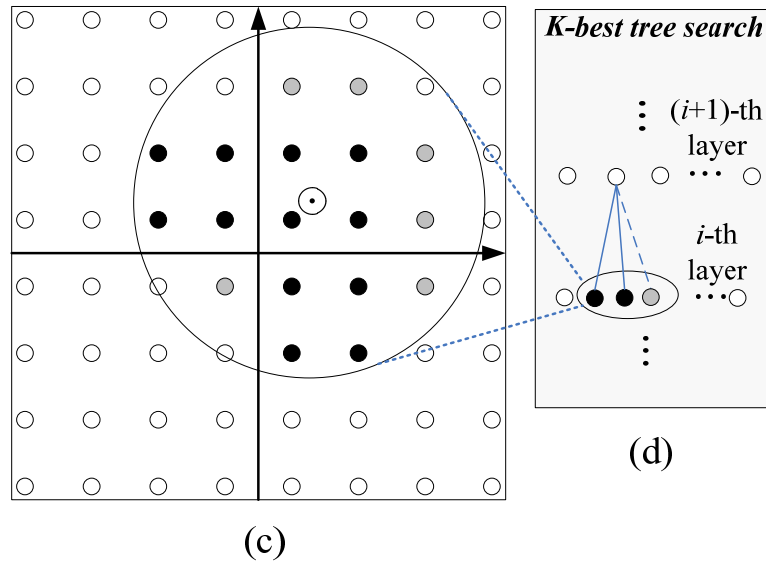 K-best tree search
(i+1)-th
layer
i-th
layer
(d)
(c)